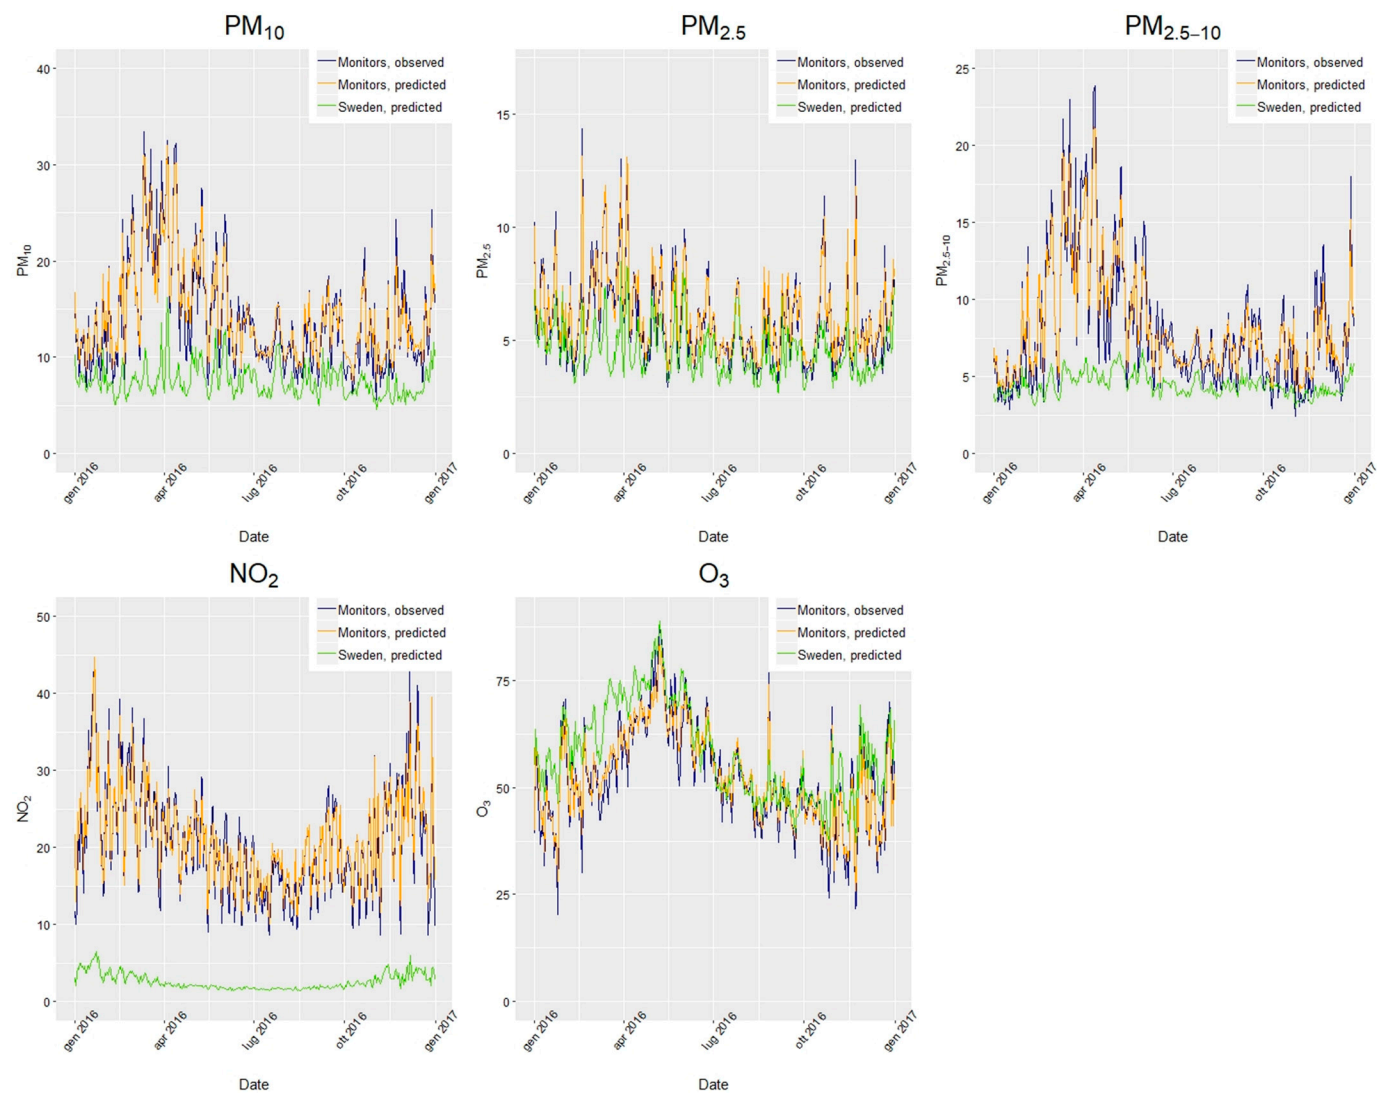 PM10
PM10
40
30
20
10
0
Monitors, observed
Monitors, predicted
Sweden, predicted
gen 2016
apr 2016
lug 2016
ott 2016
gen 2017
Date
PM2.5
PM2.5
15
10
5
0
Monitors, observed
Monitors, predicted
Sweden, predicted
gen 2016
apr 2016
lug 2016
ott 2016
gen 2017
Date
PM2.5–10
PM2.5–10
25
20
15
10
5
0
Monitors, observed
Monitors, predicted
Sweden, predicted
gen 2016
apr 2016
lug 2016
ott 2016
gen 2017
Date
NO2
NO2
50
40
30
20
10
0
Monitors, observed
Monitors, predicted
Sweden, predicted
gen 2016
apr 2016
lug 2016
ott 2016
gen 2017
Date
O3
O3
75
50
25
0
Monitors, observed
Monitors, predicted
Sweden, predicted
gen 2016
apr 2016
lug 2016
ott 2016
gen 2017
Date